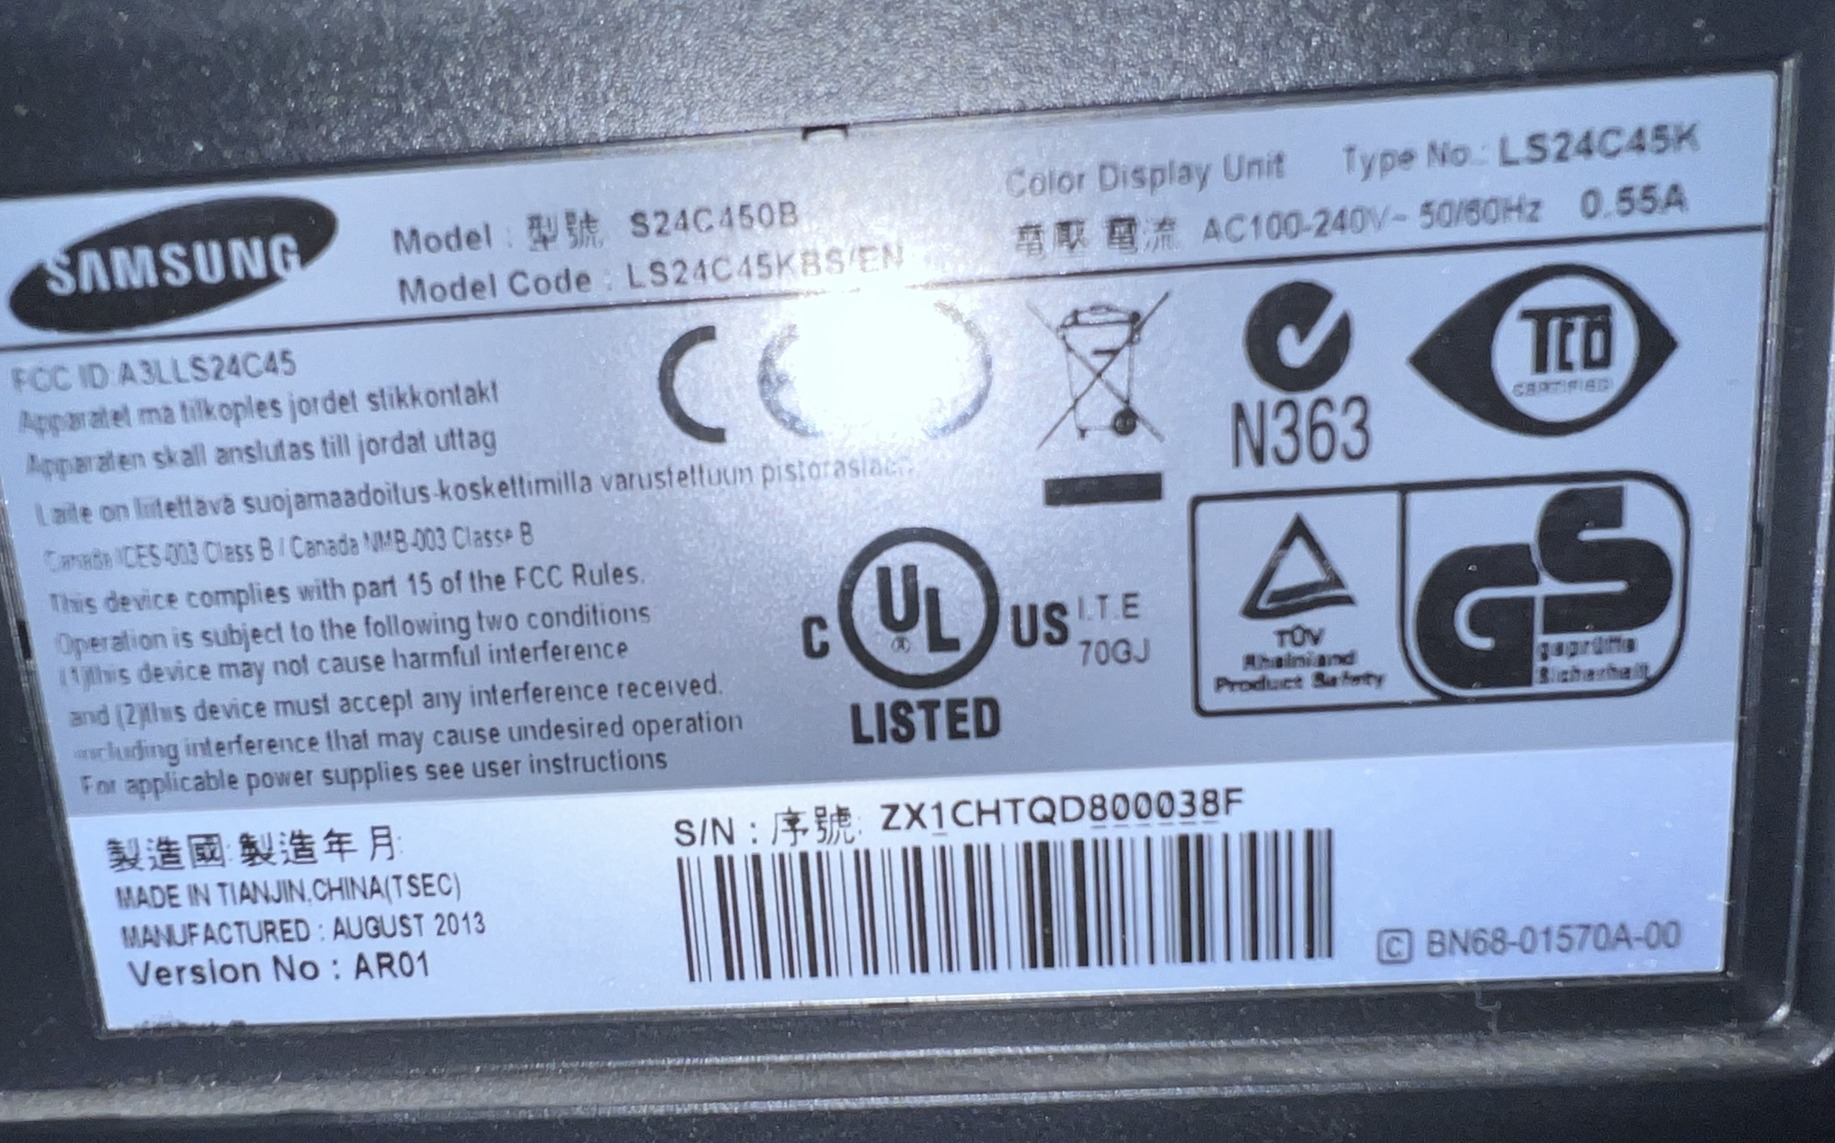 SAMSUNG
Model : 型號 S24C450B
Model Code : LS24C45KBS/EN
Color Display Unit Type No.: LS24C45K
電壓 電流 AC100-240V~ 50/60Hz 0.55A
FCC ID:A3LLS24C45
Apparatet må tilkoples jordet stikkontakt
Apparaten skall anslutas till jordat uttag
Laite on liitettävä suojamaadoitus-koskettimilla varustettuun pistorasiaan
Canada ICES-003 Class B / Canada NMB-003 Classe B
This device complies with part 15 of the FCC Rules.
Operation is subject to the following two conditions
(1)this device may not cause harmful interference
and (2)this device must accept any interference received.
including interference that may cause undesired operation
For applicable power supplies see user instructions
CE
N363
TCO
CERTIFIED
C UL US I.T.E
70GJ
LISTED
TÜV
Rheinland
Product Safety
GS
geprüfte
Sicherheit
製造國: 製造年月:
MADE IN TIANJIN,CHINA(TSEC)
MANUFACTURED : AUGUST 2013
Version No : AR01
S/N : 序號: ZX1CHTQD800038F
C BN68-01570A-00